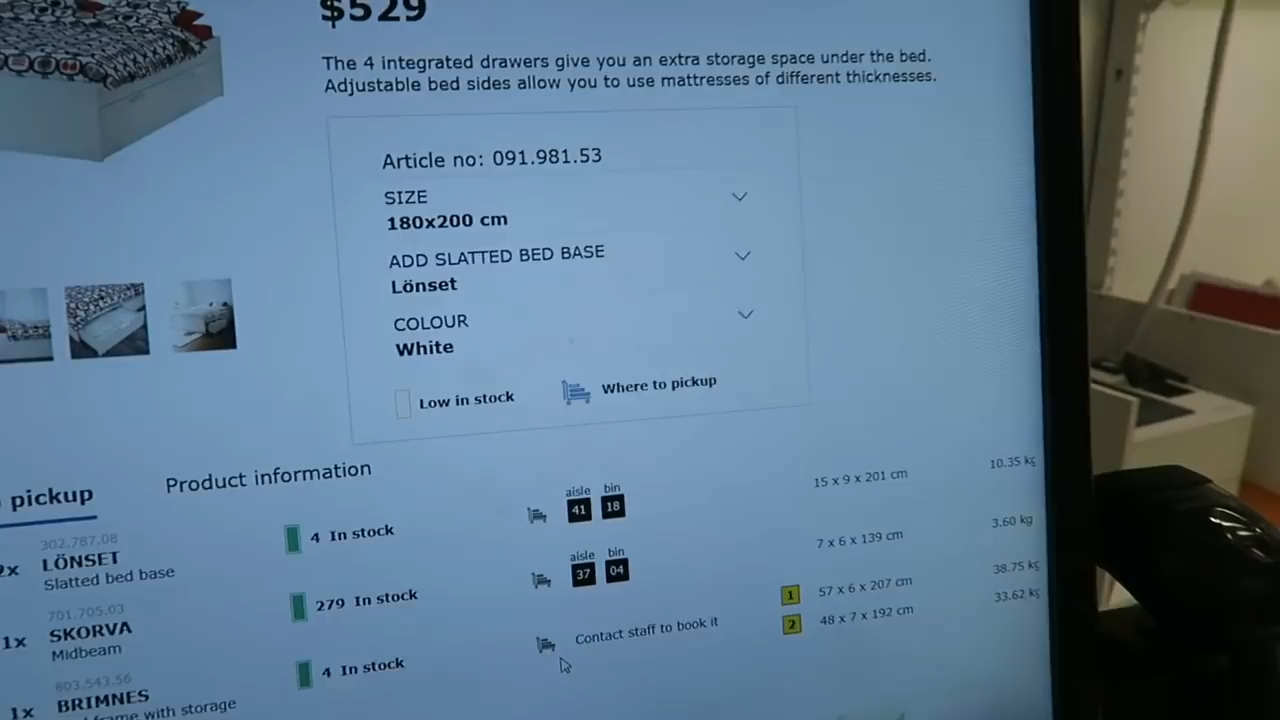 $529
The 4 integrated drawers give you an extra storage space under the bed.
Adjustable bed sides allow you to use mattresses of different thicknesses.
Article no: 091.981.53
SIZE
180x200 cm
ADD SLATTED BED BASE
Lönset
COLOUR
White
Low in stock
Where to pickup
pickup
Product information
302.787.08
2x LÖNSET
Slatted bed base
4 In stock
aisle bin
41 18
15 x 9 x 201 cm
10.35 kg
701.705.03
1x SKORVA
Midbeam
279 In stock
aisle bin
37 04
7 x 6 x 139 cm
3.60 kg
803.543.56
1x BRIMNES
frame with storage
4 In stock
Contact staff to book it
1 57 x 6 x 207 cm
38.75 kg
2 48 x 7 x 192 cm
33.62 kg